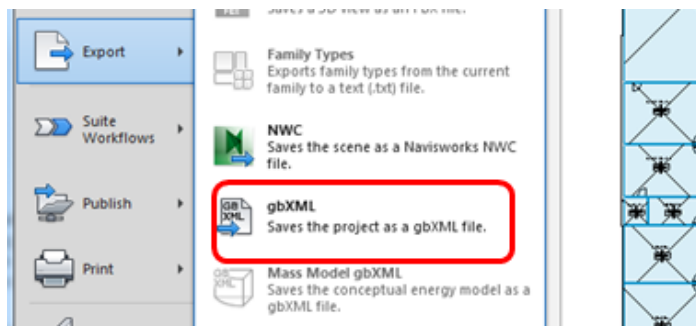 Export
Suite
Workflows
Publish
Print
Saves a 3D view as an FBX file.
Family Types
Exports family types from the current
family to a text (.txt) file.
NWC
Saves the scene as a Navisworks NWC
file.
GB
XML
gbXML
Saves the project as a gbXML file.
Mass Model gbXML
Saves the conceptual energy model as a
gbXML file.